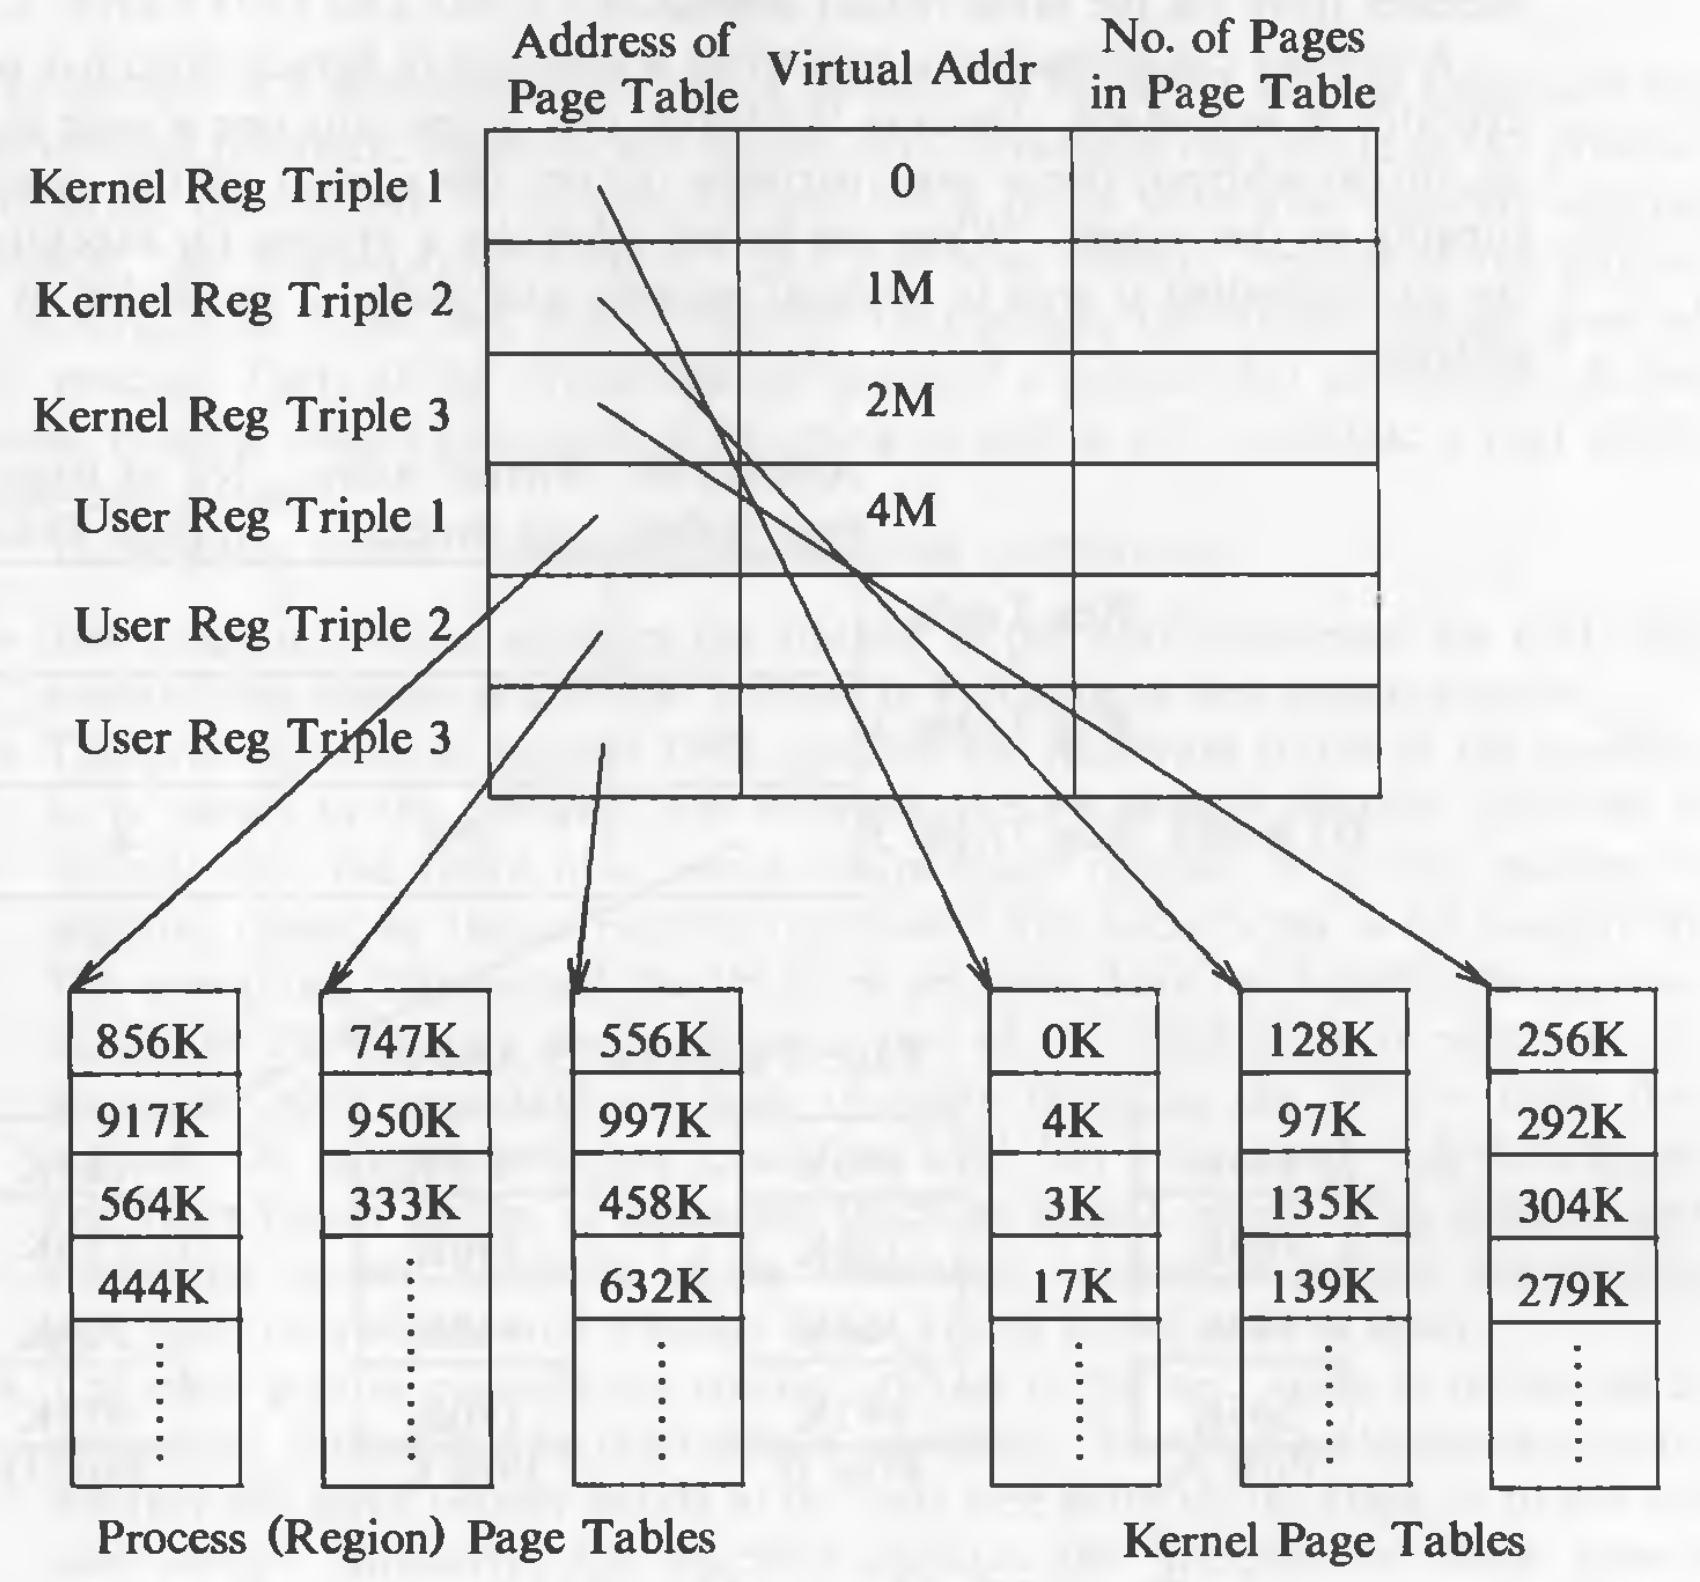 Address of
Page Table
Virtual Addr
No. of Pages
in Page Table
Kernel Reg Triple 1
0
Kernel Reg Triple 2
1M
Kernel Reg Triple 3
2M
User Reg Triple 1
4M
User Reg Triple 2
User Reg Triple 3
856K 747K 556K 0K 128K 256K
917K 950K 997K 4K 97K 292K
564K 333K 458K 3K 135K 304K
444K 632K 17K 139K 279K
Process (Region) Page Tables
Kernel Page Tables